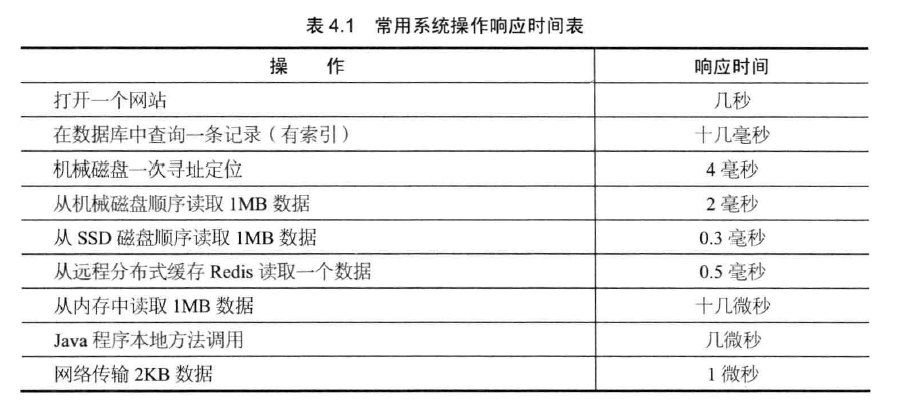 表 4.1 常用系统操作响应时间表
操 作 响应时间
打开一个网站 几秒
在数据库中查询一条记录（有索引） 十几毫秒
机械磁盘一次寻址定位 4 毫秒
从机械磁盘顺序读取 1MB 数据 2 毫秒
从 SSD 磁盘顺序读取 1MB 数据 0.3 毫秒
从远程分布式缓存 Redis 读取一个数据 0.5 毫秒
从内存中读取 1MB 数据 十几微秒
Java 程序本地方法调用 几微秒
网络传输 2KB 数据 1 微秒